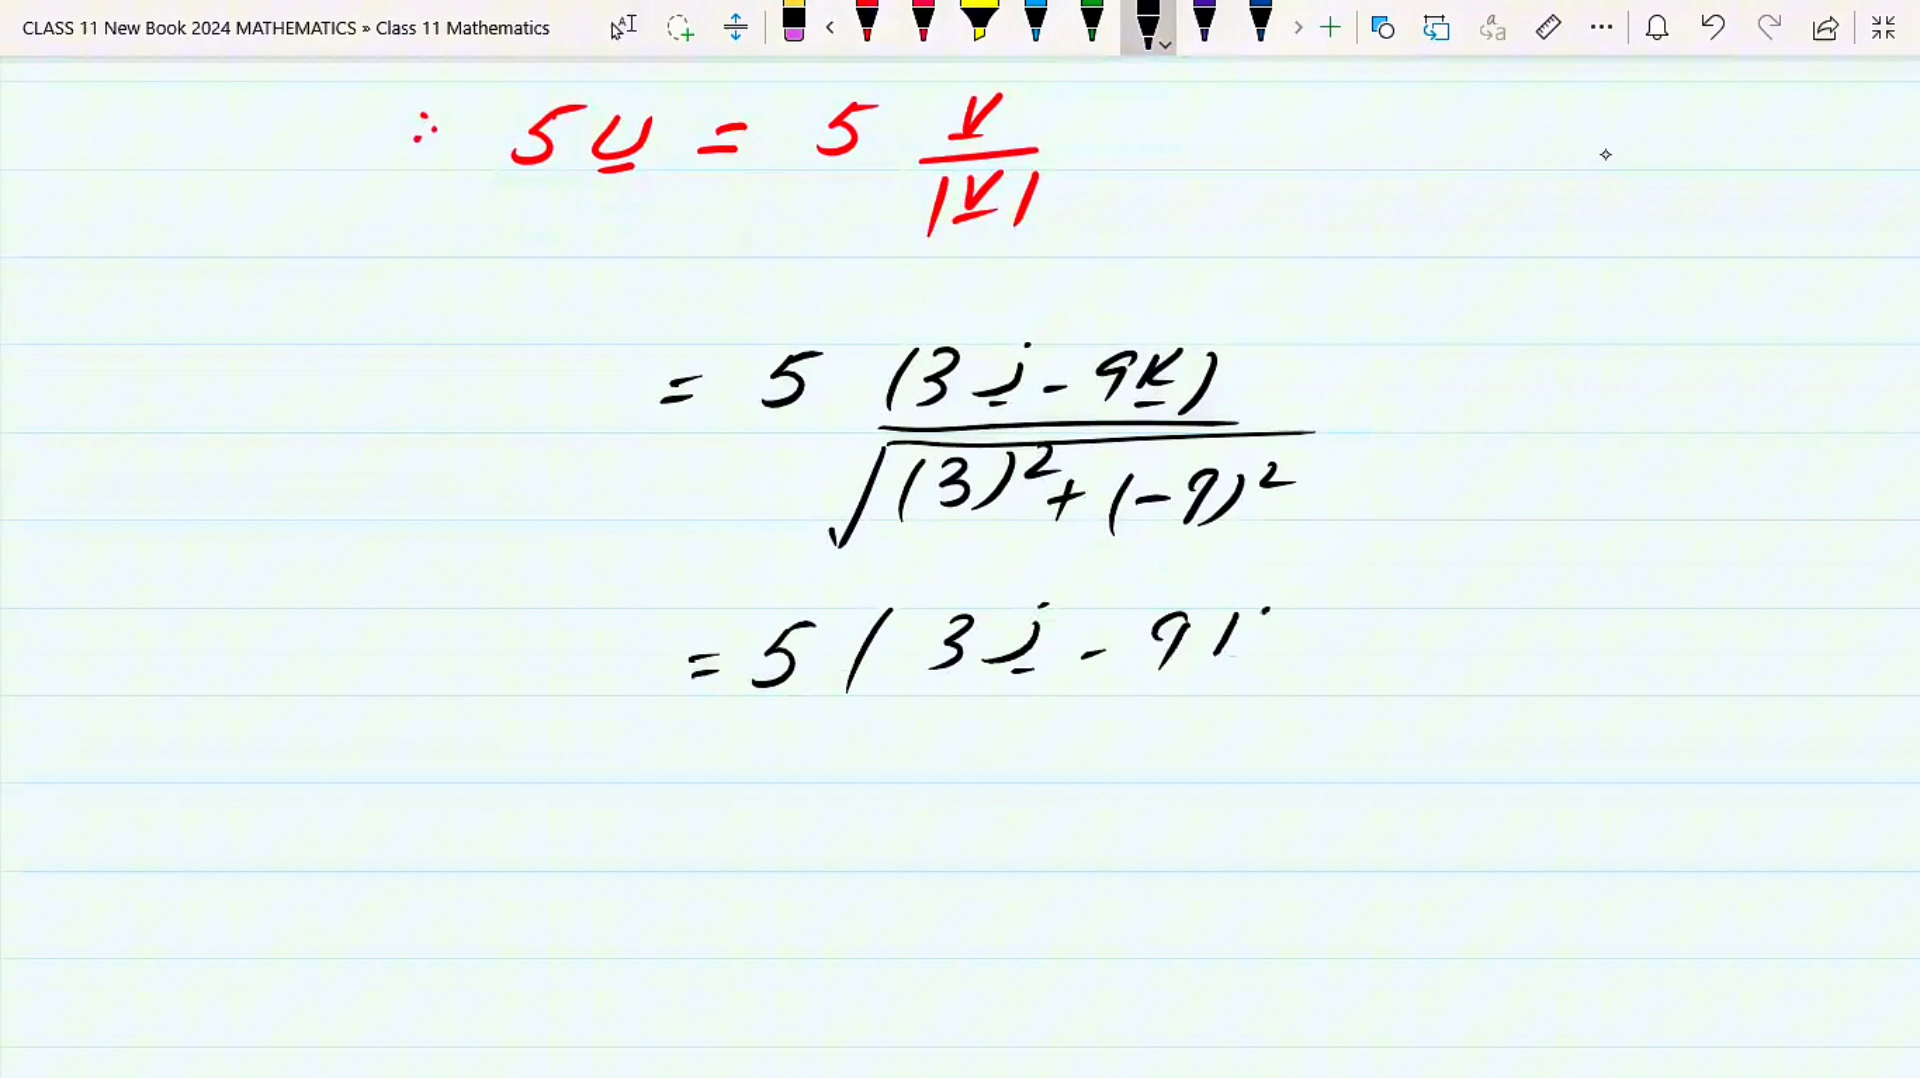 CLASS 11 New Book 2024 MATHEMATICS » Class 11 Mathematics
∴ 5u = 5 v / |v|
= 5 (3j - 9k) / √((3)² + (-9)²)
= 5 ( 3j - 9